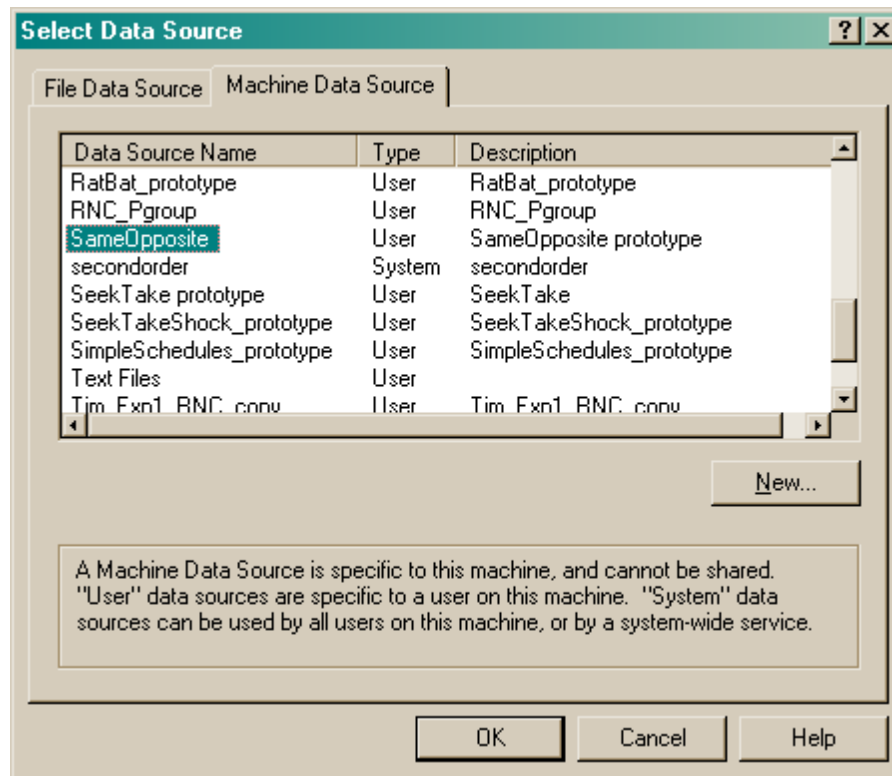 Select Data Source
File Data Source Machine Data Source
Data Source Name Type Description
RatBat_prototype User RatBat_prototype
RNC_Pgroup User RNC_Pgroup
SameOpposite User SameOpposite prototype
secondorder System secondorder
SeekTake prototype User SeekTake
SeekTakeShock_prototype User SeekTakeShock_prototype
SimpleSchedules_prototype User SimpleSchedules_prototype
Text Files User
Tim_Exp1_RNC_copy User Tim_Exp1_RNC_copy
New...
A Machine Data Source is specific to this machine, and cannot be shared.
"User" data sources are specific to a user on this machine. "System" data
sources can be used by all users on this machine, or by a system-wide service.
OK Cancel Help